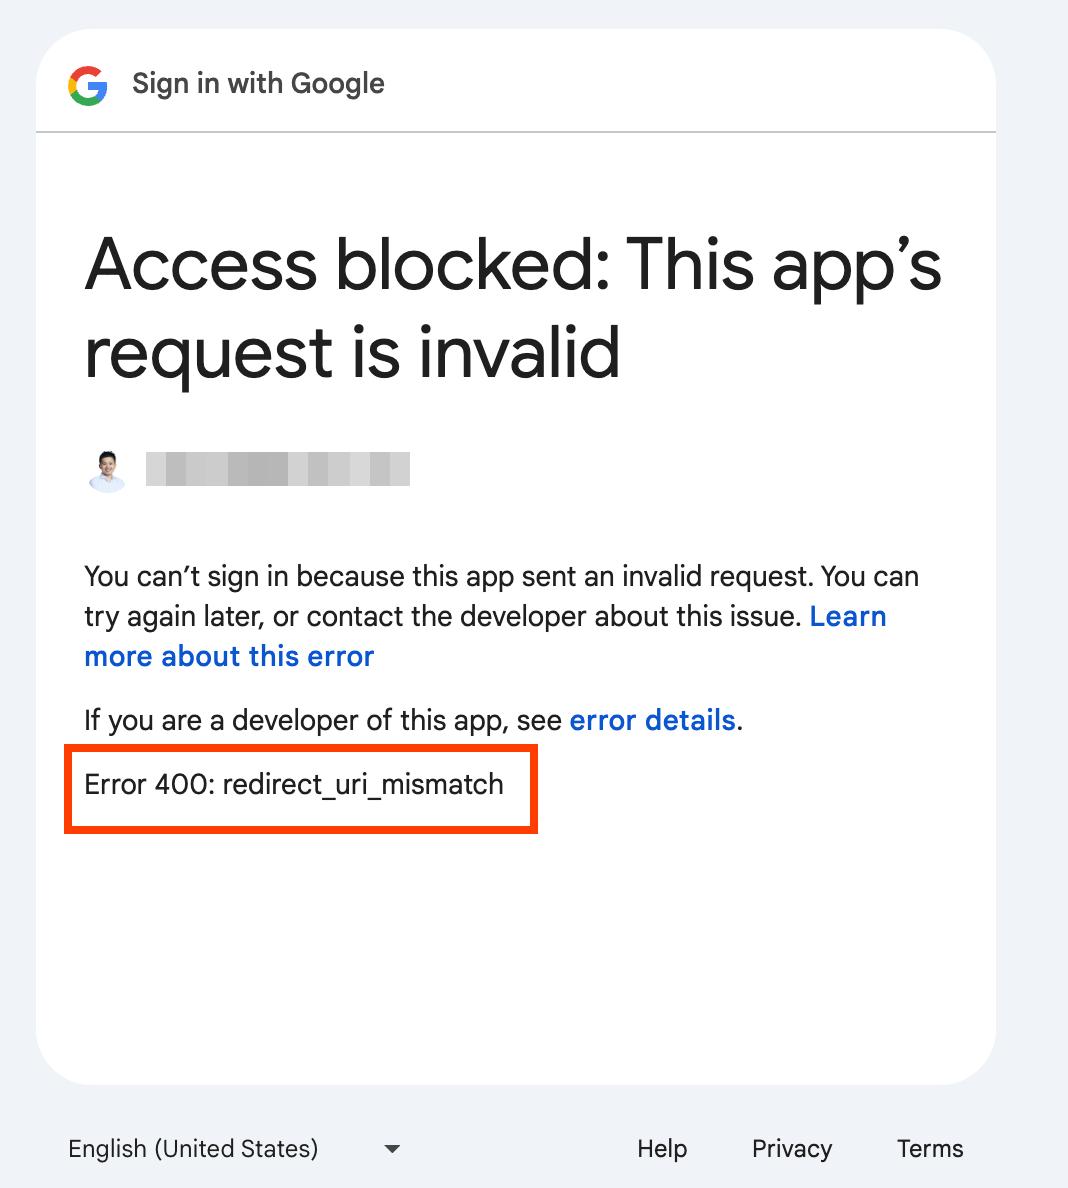 Sign in with Google
Access blocked: This app’s
request is invalid
You can’t sign in because this app sent an invalid request. You can
try again later, or contact the developer about this issue. Learn
more about this error
If you are a developer of this app, see error details.
Error 400: redirect_uri_mismatch
English (United States)
Help
Privacy
Terms